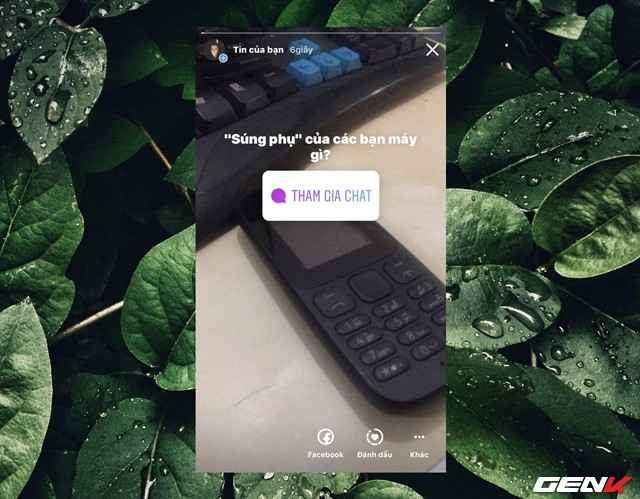 Tin của bạn 6giây
"Súng phụ" của các bạn máy
gì?
THAM GIA CHAT
Facebook Đánh dấu Khác
GENK